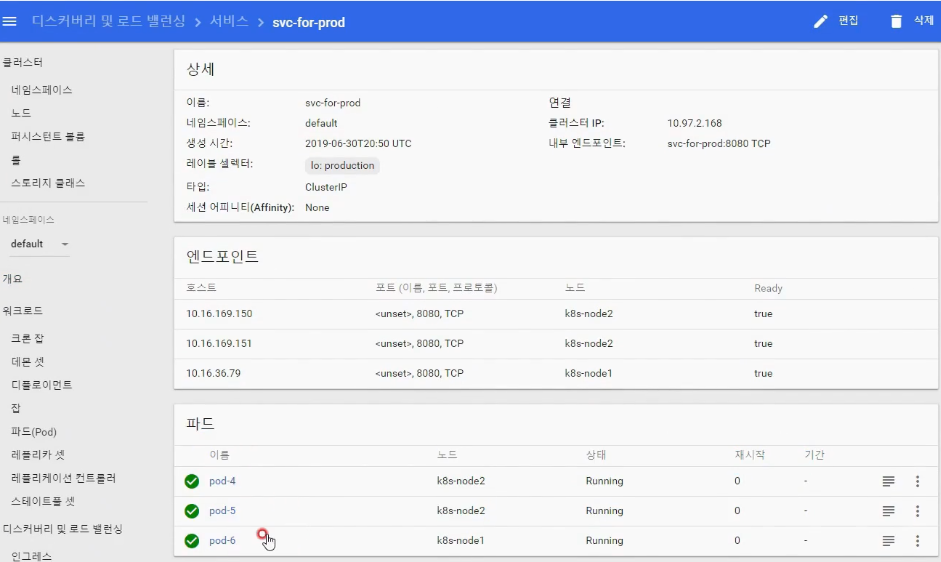 디스커버리 및 로드 밸런싱 > 서비스 > svc-for-prod
편집
삭제
클러스터
네임스페이스
노드
퍼시스턴트 볼륨
롤
스토리지 클래스
네임스페이스
default
개요
워크로드
크론 잡
데몬 셋
디플로이먼트
잡
파드(Pod)
레플리카 셋
레플리케이션 컨트롤러
스테이트풀 셋
디스커버리 및 로드 밸런싱
인그레스
상세
이름: svc-for-prod
네임스페이스: default
생성 시간: 2019-06-30T20:50 UTC
레이블 셀렉터: lo: production
타입: ClusterIP
세션 어피니티(Affinity): None
연결
클러스터 IP: 10.97.2.168
내부 엔드포인트: svc-for-prod:8080 TCP
엔드포인트
호스트 포트 (이름, 포트, 프로토콜) 노드 Ready
10.16.169.150 <unset>, 8080, TCP k8s-node2 true
10.16.169.151 <unset>, 8080, TCP k8s-node2 true
10.16.36.79 <unset>, 8080, TCP k8s-node1 true
파드
이름 노드 상태 재시작 기간
pod-4 k8s-node2 Running 0 -
pod-5 k8s-node2 Running 0 -
pod-6 k8s-node1 Running 0 -